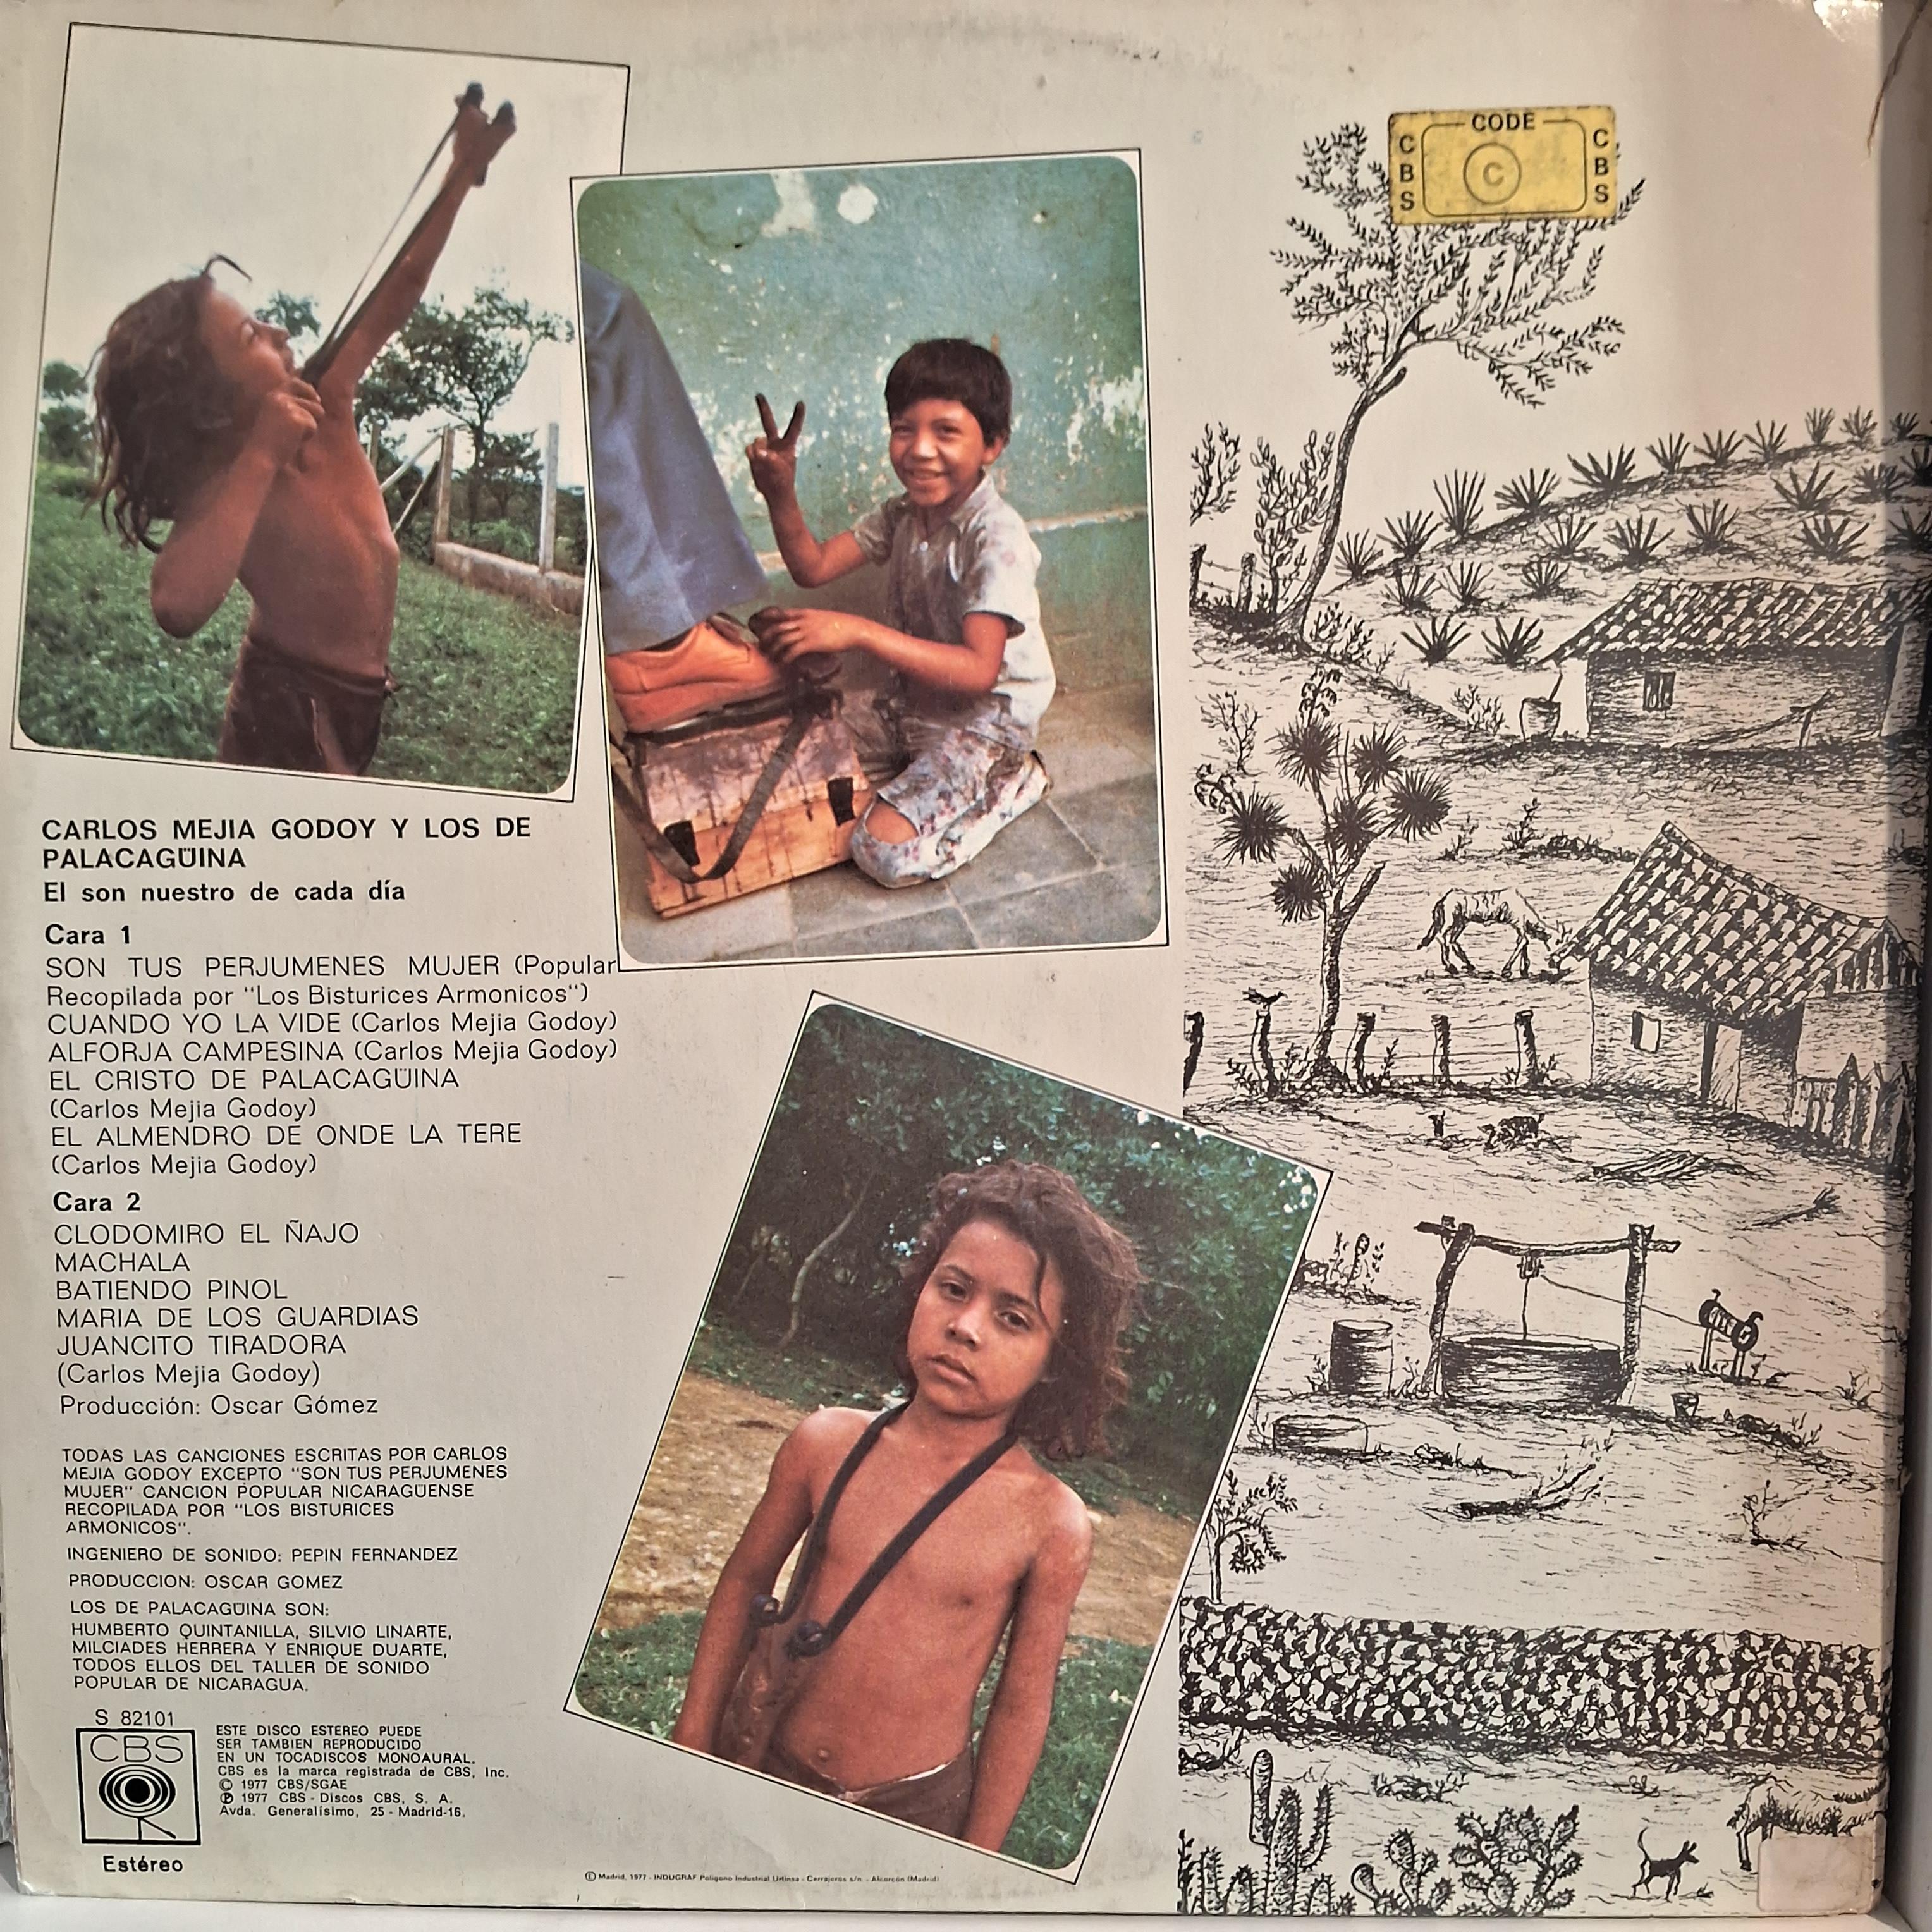 CODE
CBS
C
CBS
CARLOS MEJIA GODOY Y LOS DE
PALACAGÜINA
El son nuestro de cada día
Cara 1
SON TUS PERJUMENES MUJER (Popular
Recopilada por "Los Bisturices Armonicos")
CUANDO YO LA VIDE (Carlos Mejia Godoy)
ALFORJA CAMPESINA (Carlos Mejia Godoy)
EL CRISTO DE PALACAGÜINA
(Carlos Mejia Godoy)
EL ALMENDRO DE ONDE LA TERE
(Carlos Mejia Godoy)
Cara 2
CLODOMIRO EL ÑAJO
MACHALA
BATIENDO PINOL
MARIA DE LOS GUARDIAS
JUANCITO TIRADORA
(Carlos Mejia Godoy)
Producción: Oscar Gómez
TODAS LAS CANCIONES ESCRITAS POR CARLOS
MEJIA GODOY EXCEPTO "SON TUS PERJUMENES
MUJER" CANCION POPULAR NICARAGÜENSE
RECOPILADA POR "LOS BISTURICES
ARMONICOS".
INGENIERO DE SONIDO: PEPIN FERNANDEZ
PRODUCCION: OSCAR GOMEZ
LOS DE PALACAGÜINA SON:
HUMBERTO QUINTANILLA, SILVIO LINARTE,
MILCIADES HERRERA Y ENRIQUE DUARTE,
TODOS ELLOS DEL TALLER DE SONIDO
POPULAR DE NICARAGUA.
S 82101
CBS
Estéreo
ESTE DISCO ESTEREO PUEDE
SER TAMBIEN REPRODUCIDO
EN UN TOCADISCOS MONOAURAL.
CBS es la marca registrada de CBS, Inc.
© 1977 CBS/SGAE
℗ 1977 CBS - Discos CBS, S. A.
Avda. Generalísimo, 25 - Madrid-16.
Ⓔ Madrid, 1977 - INDUGRAF Polígono Industrial Urtinsa - Cerrajeros s/n. - Alcorcón (Madrid)